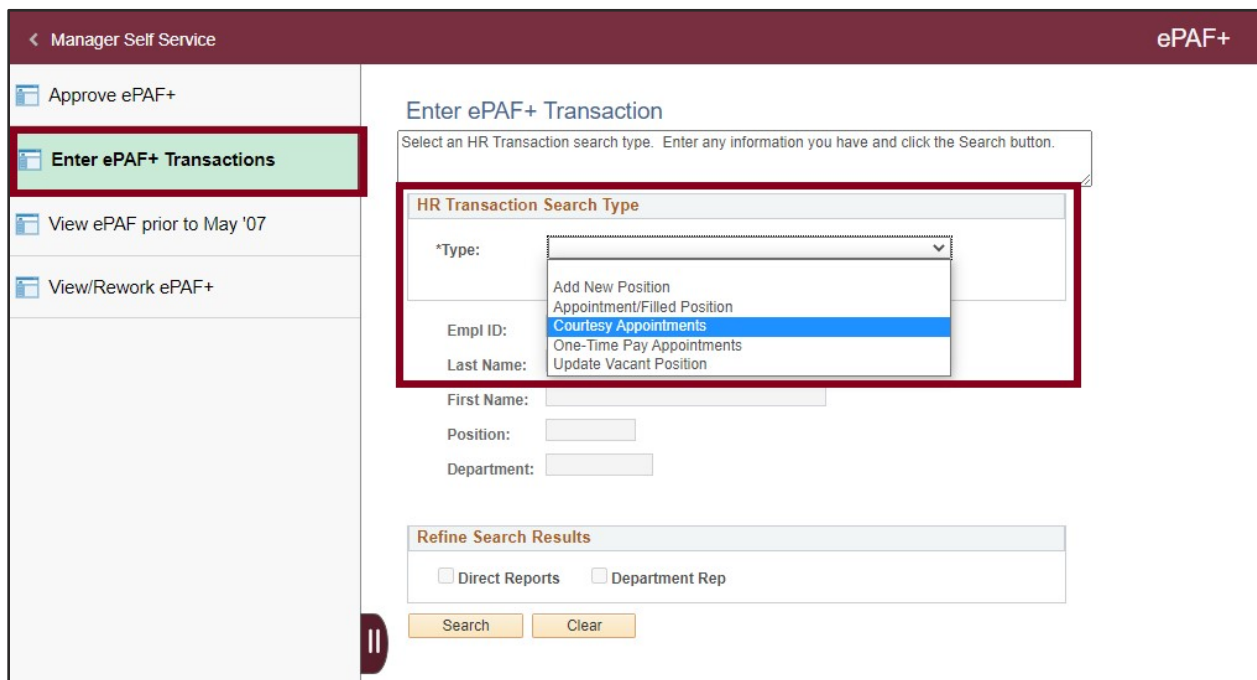 Manager Self Service
ePAF+
Approve ePAF+
Enter ePAF+ Transactions
View ePAF prior to May '07
View/Rework ePAF+
Enter ePAF+ Transaction
Select an HR Transaction search type. Enter any information you have and click the Search button.
HR Transaction Search Type
*Type:
Add New Position
Appointment/Filled Position
Courtesy Appointments
One-Time Pay Appointments
Update Vacant Position
Empl ID:
Last Name:
First Name:
Position:
Department:
Refine Search Results
Direct Reports Department Rep
Search Clear